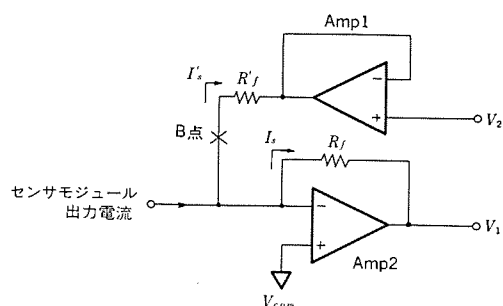 Amp1
I's
R'f
−
+
V2
B点
Is
Rf
センサモジュール
出力電流
−
+
V1
Amp2
Vcom